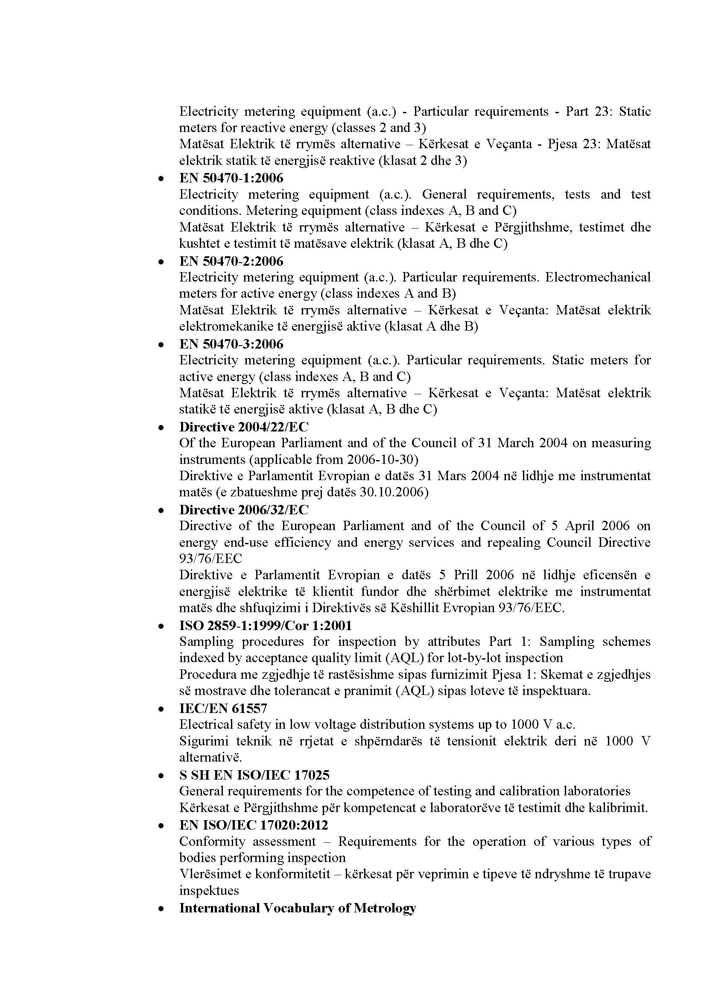 Electricity metering equipment (a.c.) - Particular requirements - Part 23: Static
meters for reactive energy (classes 2 and 3)
Matësat Elektrik të rrymës alternative – Kërkesat e Veçanta - Pjesa 23: Matësat
elektrik statik të energjisë reaktive (klasat 2 dhe 3)
• EN 50470-1:2006
Electricity metering equipment (a.c.). General requirements, tests and test
conditions. Metering equipment (class indexes A, B and C)
Matësat Elektrik të rrymës alternative – Kërkesat e Përgjithshme, testimet dhe
kushtet e testimit të matësave elektrik (klasat A, B dhe C)
• EN 50470-2:2006
Electricity metering equipment (a.c.). Particular requirements. Electromechanical
meters for active energy (class indexes A and B)
Matësat Elektrik të rrymës alternative – Kërkesat e Veçanta: Matësat elektrik
elektromekanike të energjisë aktive (klasat A dhe B)
• EN 50470-3:2006
Electricity metering equipment (a.c.). Particular requirements. Static meters for
active energy (class indexes A, B and C)
Matësat Elektrik të rrymës alternative – Kërkesat e Veçanta: Matësat elektrik
statikë të energjisë aktive (klasat A, B dhe C)
• Directive 2004/22/EC
Of the European Parliament and of the Council of 31 March 2004 on measuring
instruments (applicable from 2006-10-30)
Direktive e Parlamentit Evropian e datës 31 Mars 2004 në lidhje me instrumentat
matës (e zbatueshme prej datës 30.10.2006)
• Directive 2006/32/EC
Directive of the European Parliament and of the Council of 5 April 2006 on
energy end-use efficiency and energy services and repealing Council Directive
93/76/EEC
Direktive e Parlamentit Evropian e datës 5 Prill 2006 në lidhje eficensën e
energjisë elektrike të klientit fundor dhe shërbimet elektrike me instrumentat
matës dhe shfuqizimi i Direktivës së Këshillit Evropian 93/76/EEC.
• ISO 2859-1:1999/Cor 1:2001
Sampling procedures for inspection by attributes Part 1: Sampling schemes
indexed by acceptance quality limit (AQL) for lot-by-lot inspection
Procedura me zgjedhje të rastësishme sipas furnizimit Pjesa 1: Skemat e zgjedhjes
së mostrave dhe tolerancat e pranimit (AQL) sipas loteve të inspektuara.
• IEC/EN 61557
Electrical safety in low voltage distribution systems up to 1000 V a.c.
Sigurimi teknik në rrjetat e shpërndarës të tensionit elektrik deri në 1000 V
alternativë.
• S SH EN ISO/IEC 17025
General requirements for the competence of testing and calibration laboratories
Kërkesat e Përgjithshme për kompetencat e laboratorëve të testimit dhe kalibrimit.
• EN ISO/IEC 17020:2012
Conformity assessment – Requirements for the operation of various types of
bodies performing inspection
Vlerësimet e konformitetit – kërkesat për veprimin e tipeve të ndryshme të trupave
inspektues
• International Vocabulary of Metrology